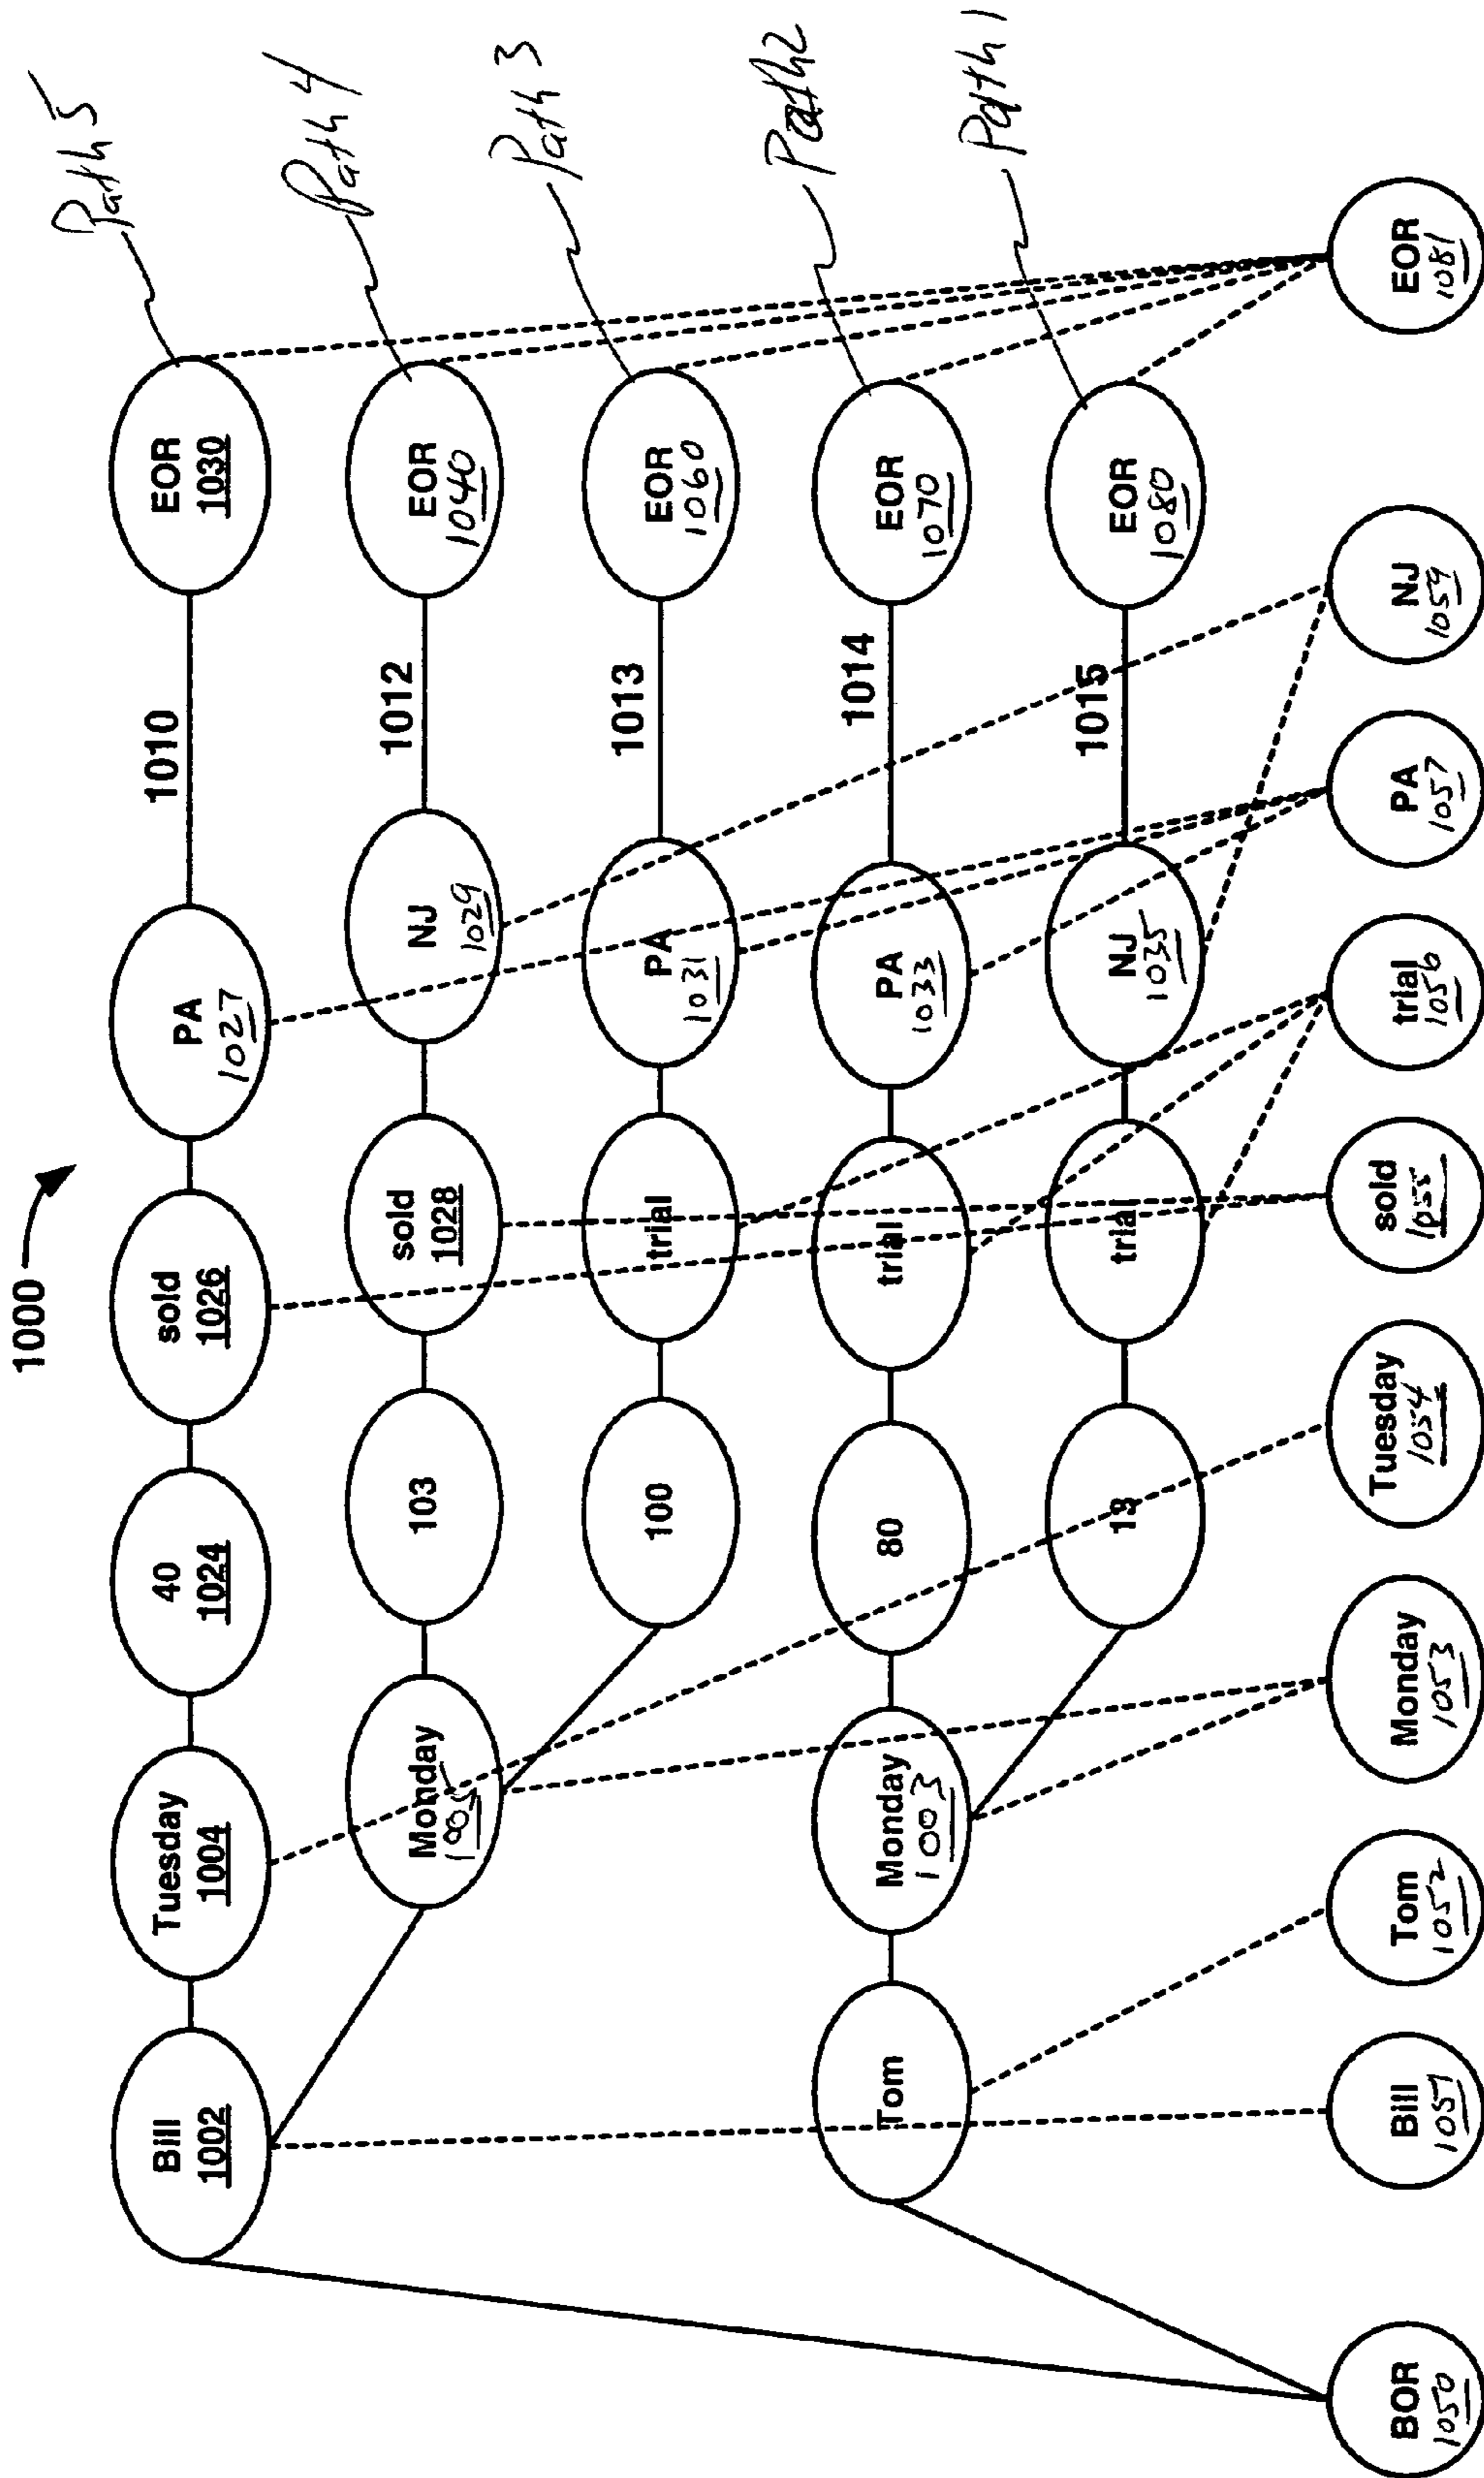 1000
Path 5
Path 4
Path 3
Path 2
Path 1
Bill
1002
Tuesday
1004
40
1024
sold
1026
PA
1027
1010
EOR
1030
Monday
1005
103
sold
1028
NJ
1029
1012
EOR
1040
100
trial
PA
1031
1013
EOR
1060
Tom
Monday
1003
80
trial
PA
1033
1014
EOR
1070
trial
NJ
1035
1015
EOR
1080
BOR
1050
Bill
1051
Tom
1052
Monday
1053
Tuesday
1054
sold
1055
trial
1056
PA
1057
NJ
1059
EOR
1081